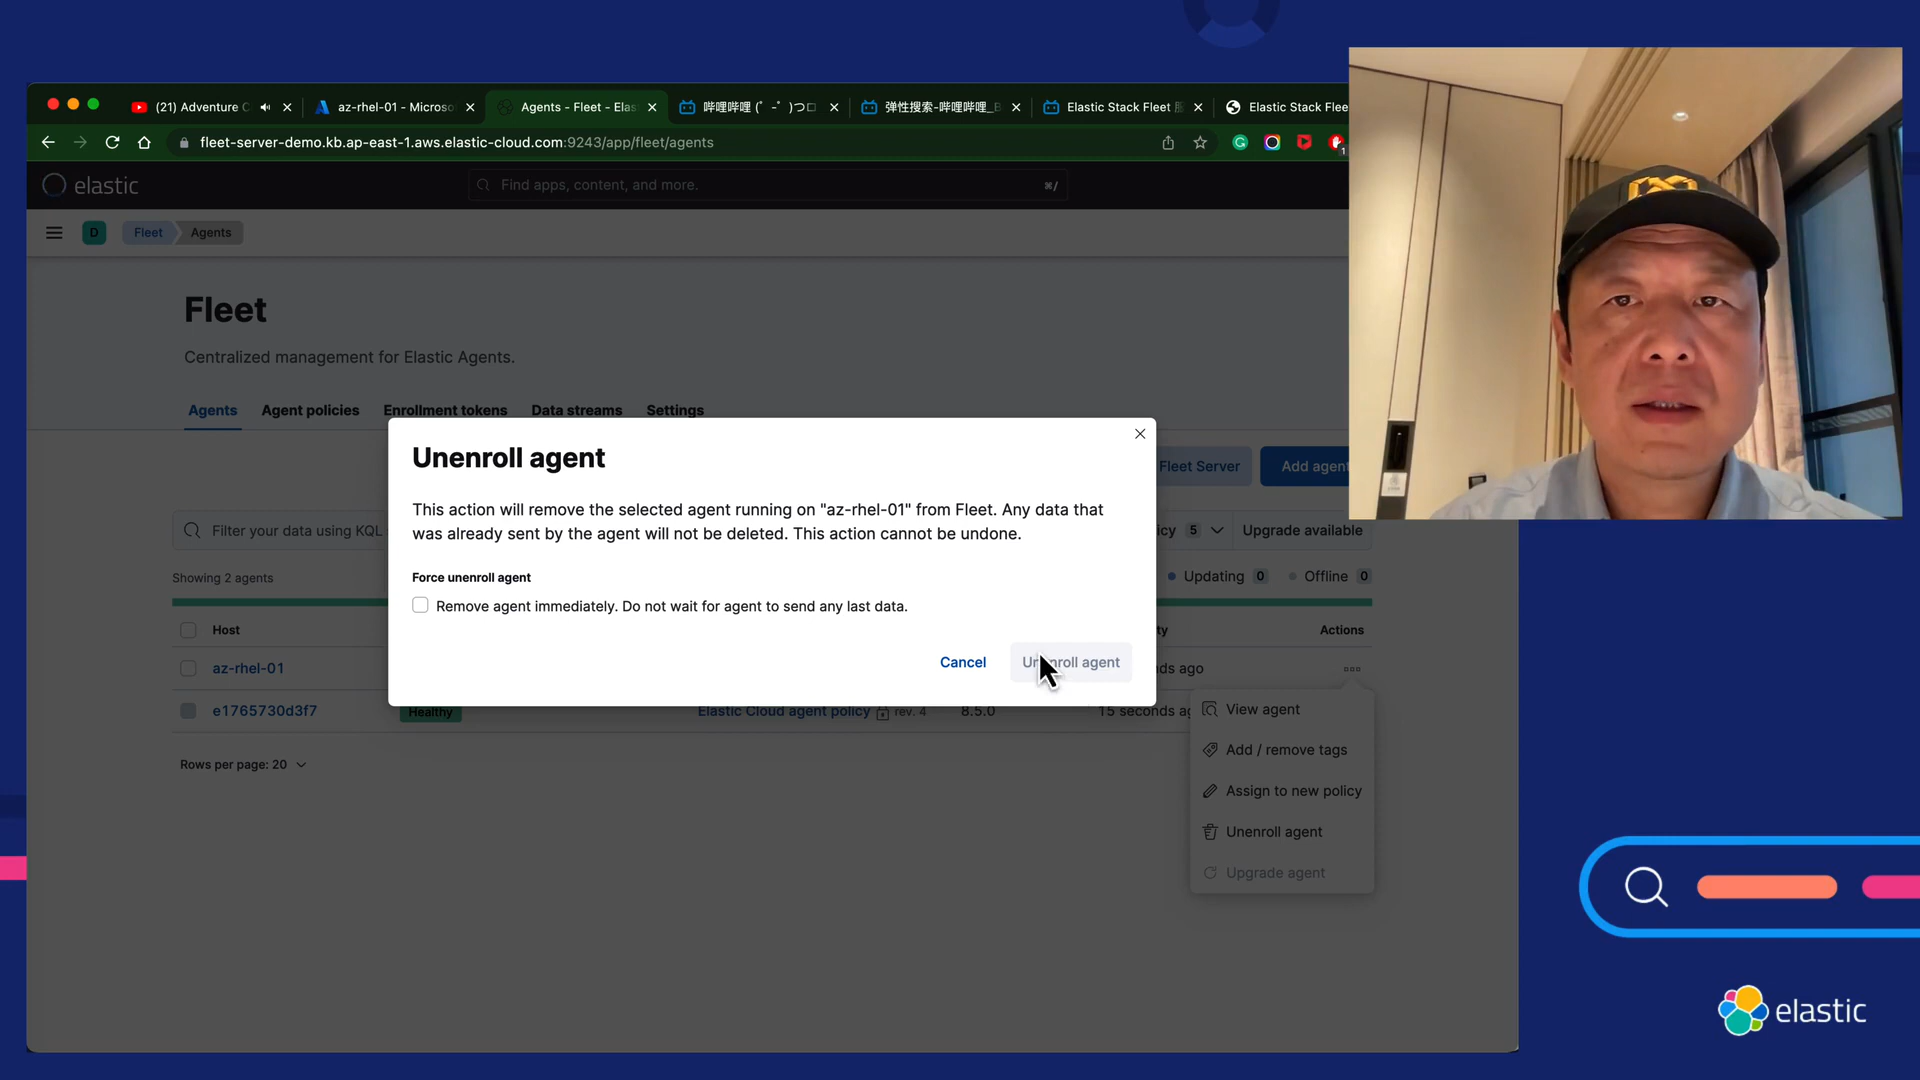 (21) Adventure C
az-rhel-01 - Microso
Agents - Fleet - Elas
哔哩哔哩 (゜-゜)つロ
弹性搜索-哔哩哔哩_B
Elastic Stack Fleet
Elastic Stack Flee
fleet-server-demo.kb.ap-east-1.aws.elastic-cloud.com:9243/app/fleet/agents
1
elastic
Find apps, content, and more.
⌘/
D
Fleet
Agents
Fleet
Centralized management for Elastic Agents.
Agents
Agent policies
Enrollment tokens
Data streams
Settings
Unenroll agent
Fleet Server
Add agent
This action will remove the selected agent running on "az-rhel-01" from Fleet. Any data that
was already sent by the agent will not be deleted. This action cannot be undone.
Filter your data using KQL
icy 5
Upgrade available
Showing 2 agents
Force unenroll agent
Updating 0
Offline 0
Remove agent immediately. Do not wait for agent to send any last data.
Host
ty
Actions
Cancel
Unenroll agent
az-rhel-01
ds ago
e1765730d3f7
Healthy
Elastic Cloud agent policy
rev. 4
8.5.0
15 seconds ag
View agent
Add / remove tags
Rows per page: 20
Assign to new policy
Unenroll agent
Upgrade agent
elastic